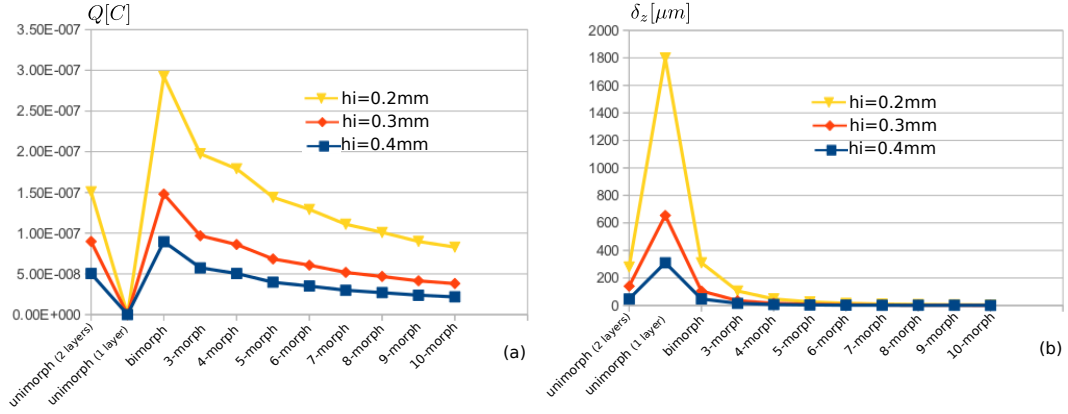 Q[C]
3.50E-007
3.00E-007
2.50E-007
2.00E-007
1.50E-007
1.00E-007
5.00E-008
0.00E+000
hi=0.2mm
hi=0.3mm
hi=0.4mm
unimorph (2 layers)
unimorph (1 layer)
bimorph
3-morph
4-morph
5-morph
6-morph
7-morph
8-morph
9-morph
10-morph
(a)
δz[μm]
2000
1800
1600
1400
1200
1000
800
600
400
200
0
hi=0.2mm
hi=0.3mm
hi=0.4mm
unimorph (2 layers)
unimorph (1 layer)
bimorph
3-morph
4-morph
5-morph
6-morph
7-morph
8-morph
9-morph
10-morph
(b)